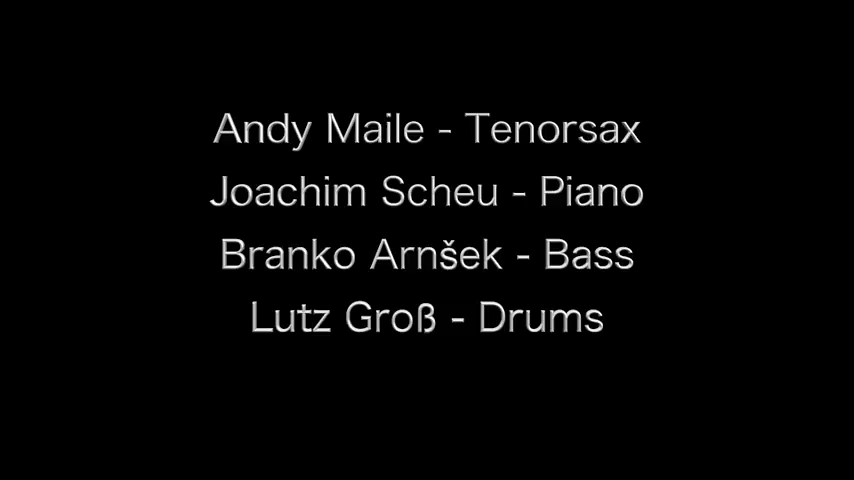 Andy Maile - Tenorsax
Joachim Scheu - Piano
Branko Arnšek - Bass
Lutz Groß - Drums